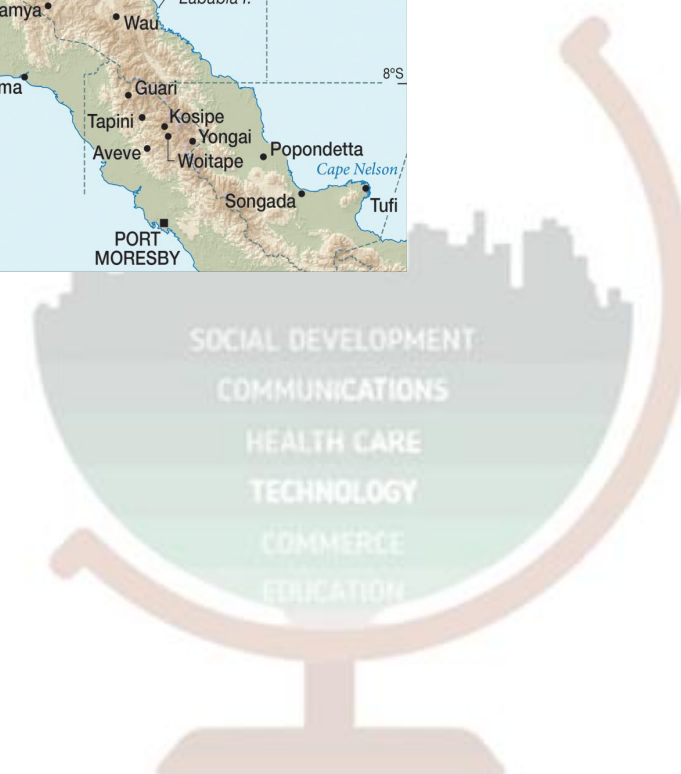 amya
Wau
8°S
ma
Guari
Tapini
Kosipe
Yongai
Aveve
Woitape
Popondetta
Cape Nelson
Songada
Tufi
PORT
MORESBY
SOCIAL DEVELOPMENT
COMMUNICATIONS
HEALTH CARE
TECHNOLOGY
COMMERCE
EDUCATION